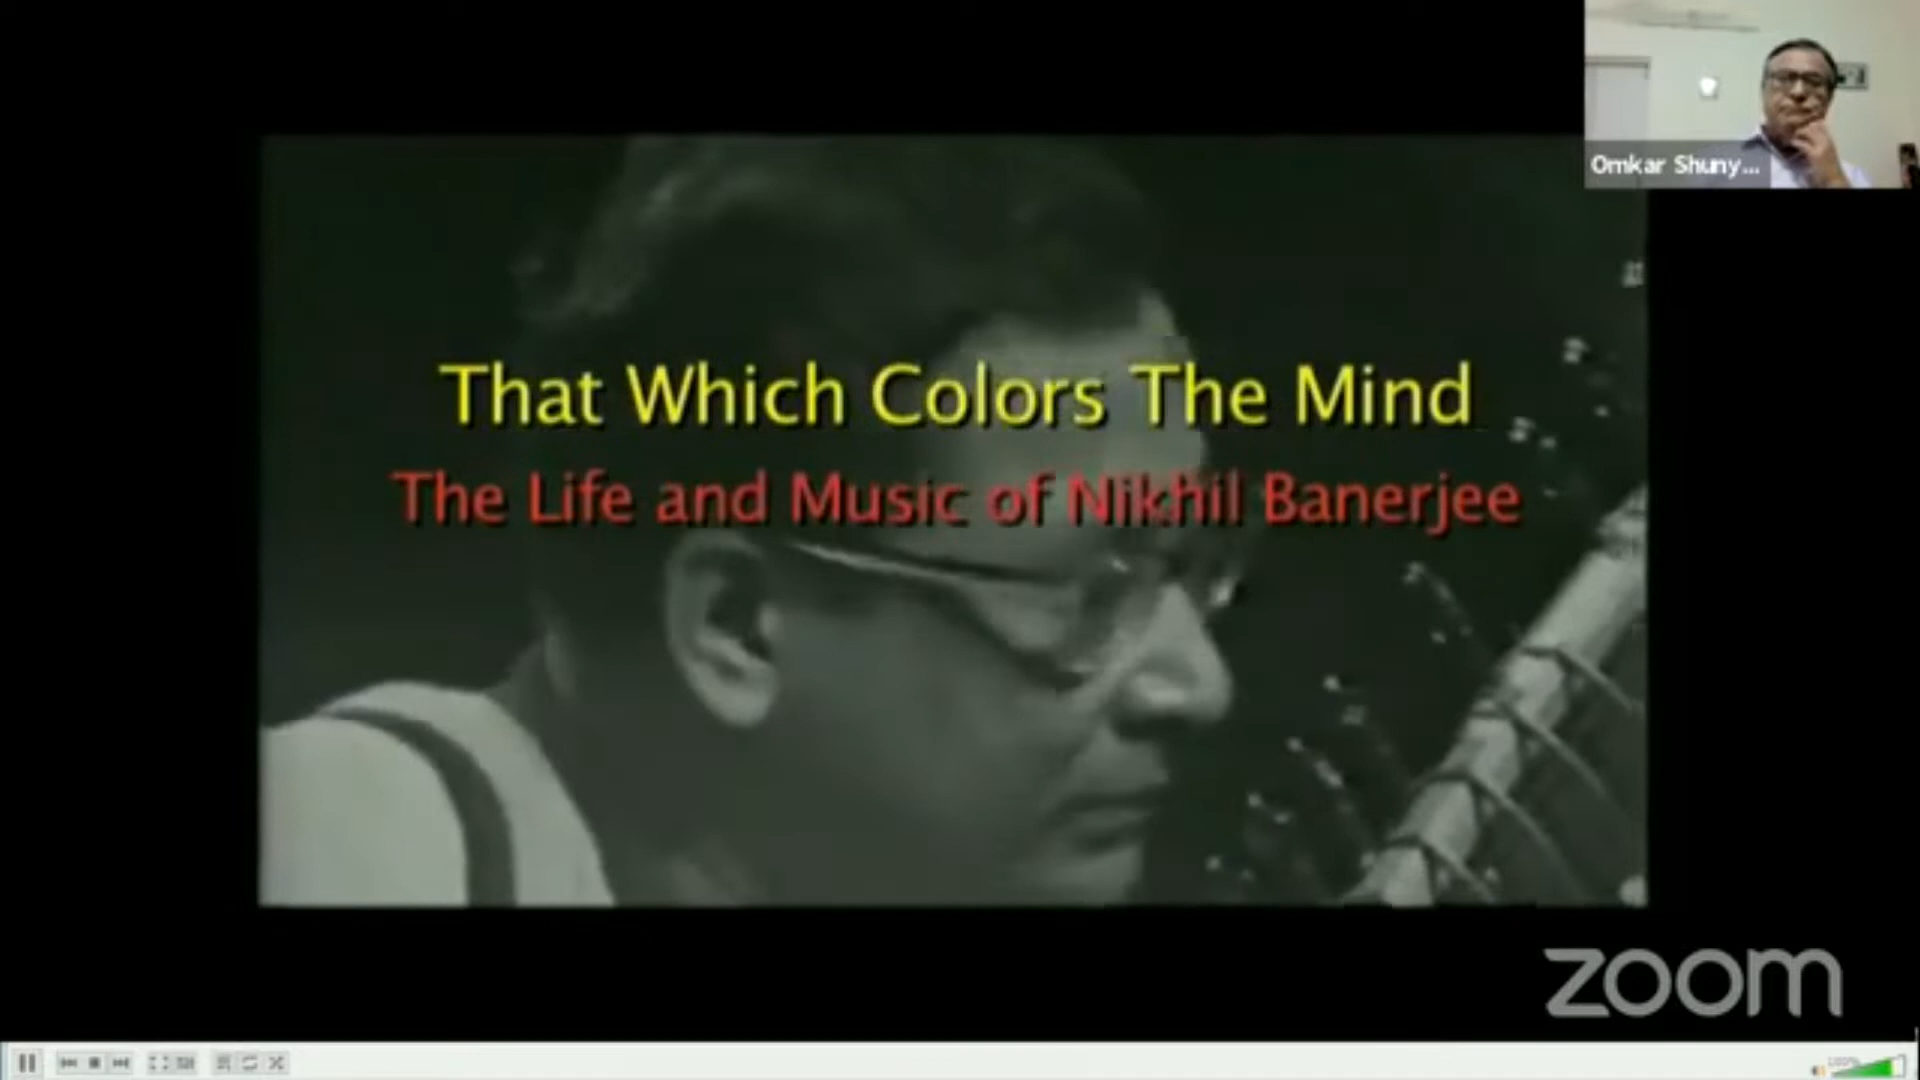 Omkar Shuny...
That Which Colors The Mind
The Life and Music of Nikhil Banerjee
zoom